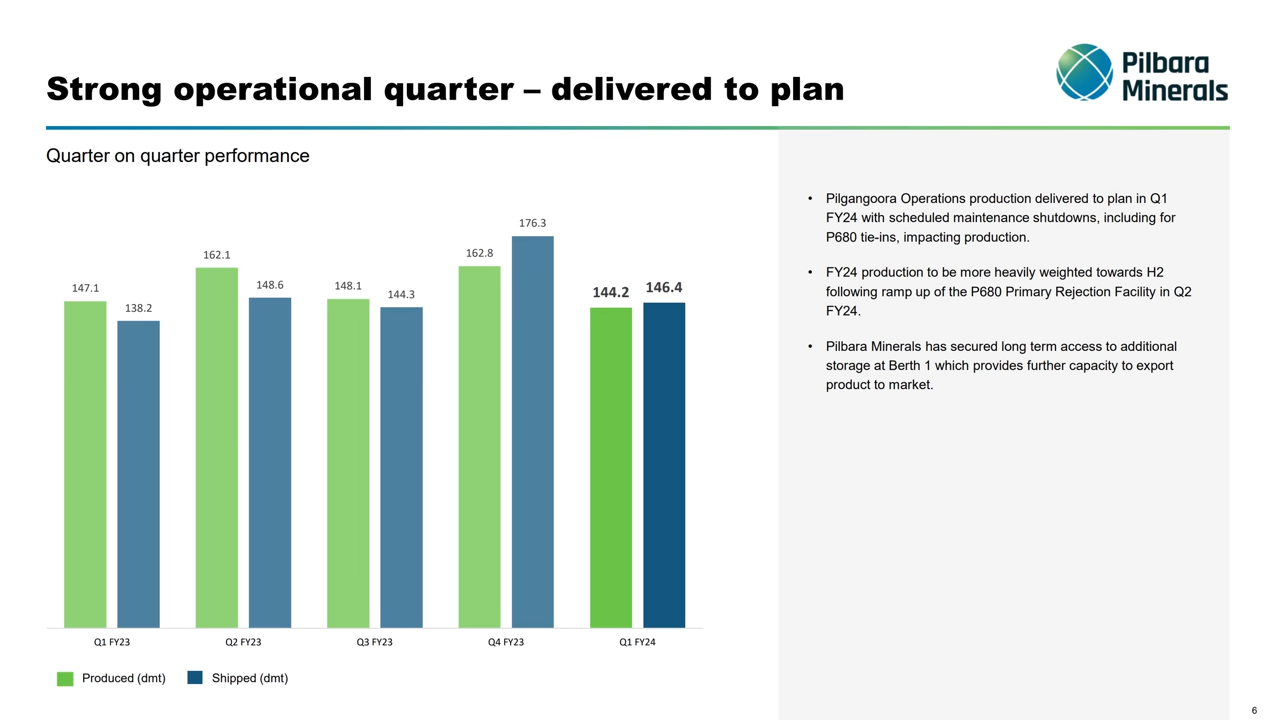 Strong operational quarter – delivered to plan
Pilbara
Minerals
Quarter on quarter performance
147.1
138.2
162.1
148.6
148.1
144.3
162.8
176.3
144.2
146.4
Q1 FY23
Q2 FY23
Q3 FY23
Q4 FY23
Q1 FY24
Produced (dmt)
Shipped (dmt)
• Pilgangoora Operations production delivered to plan in Q1
FY24 with scheduled maintenance shutdowns, including for
P680 tie-ins, impacting production.
• FY24 production to be more heavily weighted towards H2
following ramp up of the P680 Primary Rejection Facility in Q2
FY24.
• Pilbara Minerals has secured long term access to additional
storage at Berth 1 which provides further capacity to export
product to market.
6